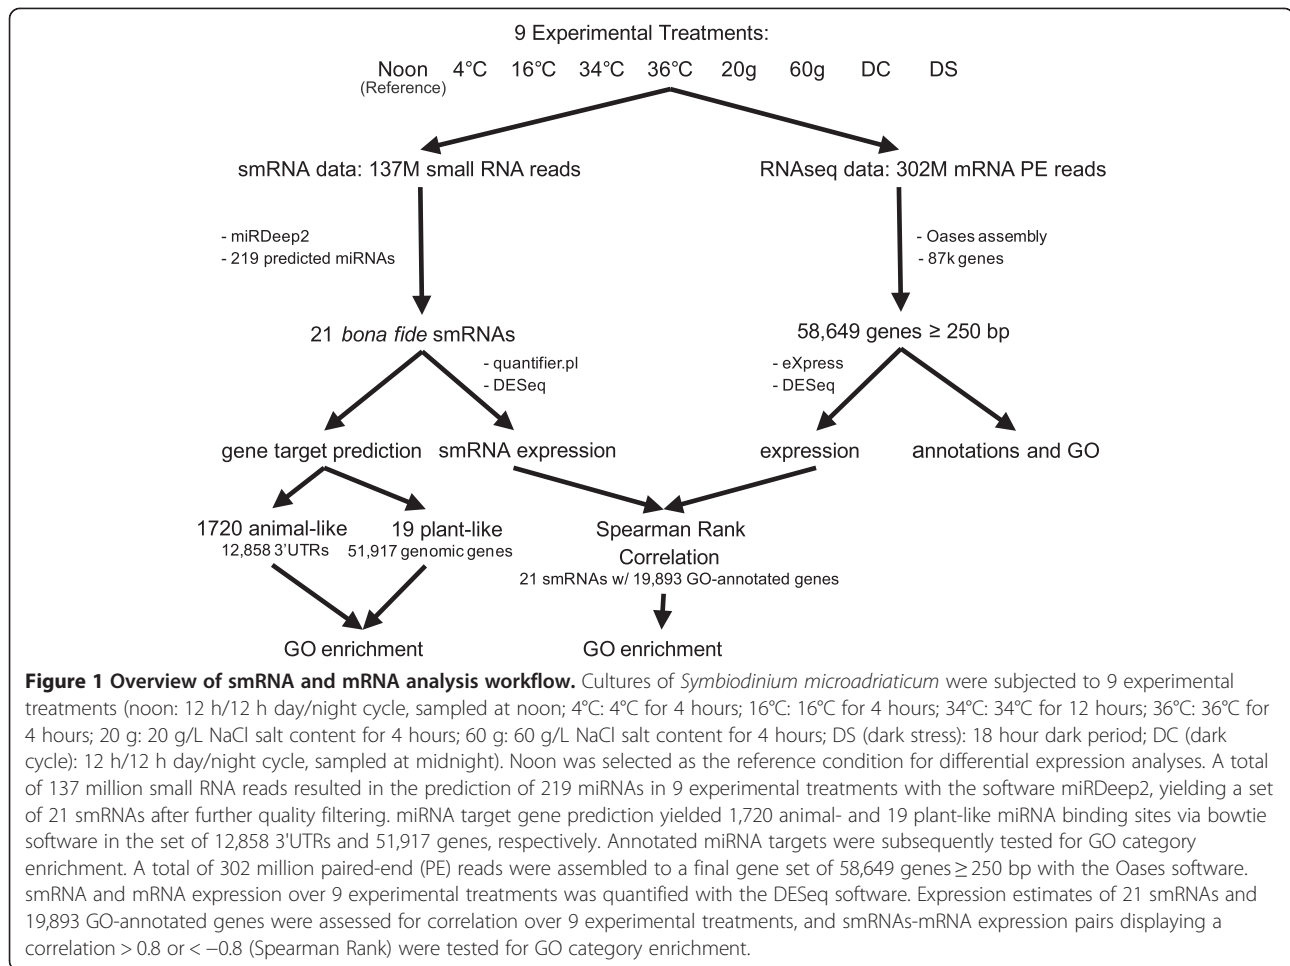 9 Experimental Treatments:
Noon 4°C 16°C 34°C 36°C 20g 60g DC DS
(Reference)
smRNA data: 137M small RNA reads
RNAseq data: 302M mRNA PE reads
- miRDeep2
- 219 predicted miRNAs
- Oases assembly
- 87k genes
21 bona fide smRNAs
58,649 genes ≥ 250 bp
- quantifier.pl
- DESeq
- eXpress
- DESeq
gene target prediction
smRNA expression
expression
annotations and GO
1720 animal-like
12,858 3'UTRs
19 plant-like
51,917 genomic genes
Spearman Rank
Correlation
21 smRNAs w/ 19,893 GO-annotated genes
GO enrichment
GO enrichment
Figure 1 Overview of smRNA and mRNA analysis workflow. Cultures of Symbiodinium microadriaticum were subjected to 9 experimental
treatments (noon: 12 h/12 h day/night cycle, sampled at noon; 4°C: 4°C for 4 hours; 16°C: 16°C for 4 hours; 34°C: 34°C for 12 hours; 36°C: 36°C for
4 hours; 20 g: 20 g/L NaCl salt content for 4 hours; 60 g: 60 g/L NaCl salt content for 4 hours; DS (dark stress): 18 hour dark period; DC (dark
cycle): 12 h/12 h day/night cycle, sampled at midnight). Noon was selected as the reference condition for differential expression analyses. A total
of 137 million small RNA reads resulted in the prediction of 219 miRNAs in 9 experimental treatments with the software miRDeep2, yielding a set
of 21 smRNAs after further quality filtering. miRNA target gene prediction yielded 1,720 animal- and 19 plant-like miRNA binding sites via bowtie
software in the set of 12,858 3'UTRs and 51,917 genes, respectively. Annotated miRNA targets were subsequently tested for GO category
enrichment. A total of 302 million paired-end (PE) reads were assembled to a final gene set of 58,649 genes ≥ 250 bp with the Oases software.
smRNA and mRNA expression over 9 experimental treatments was quantified with the DESeq software. Expression estimates of 21 smRNAs and
19,893 GO-annotated genes were assessed for correlation over 9 experimental treatments, and smRNAs-mRNA expression pairs displaying a
correlation > 0.8 or < −0.8 (Spearman Rank) were tested for GO category enrichment.